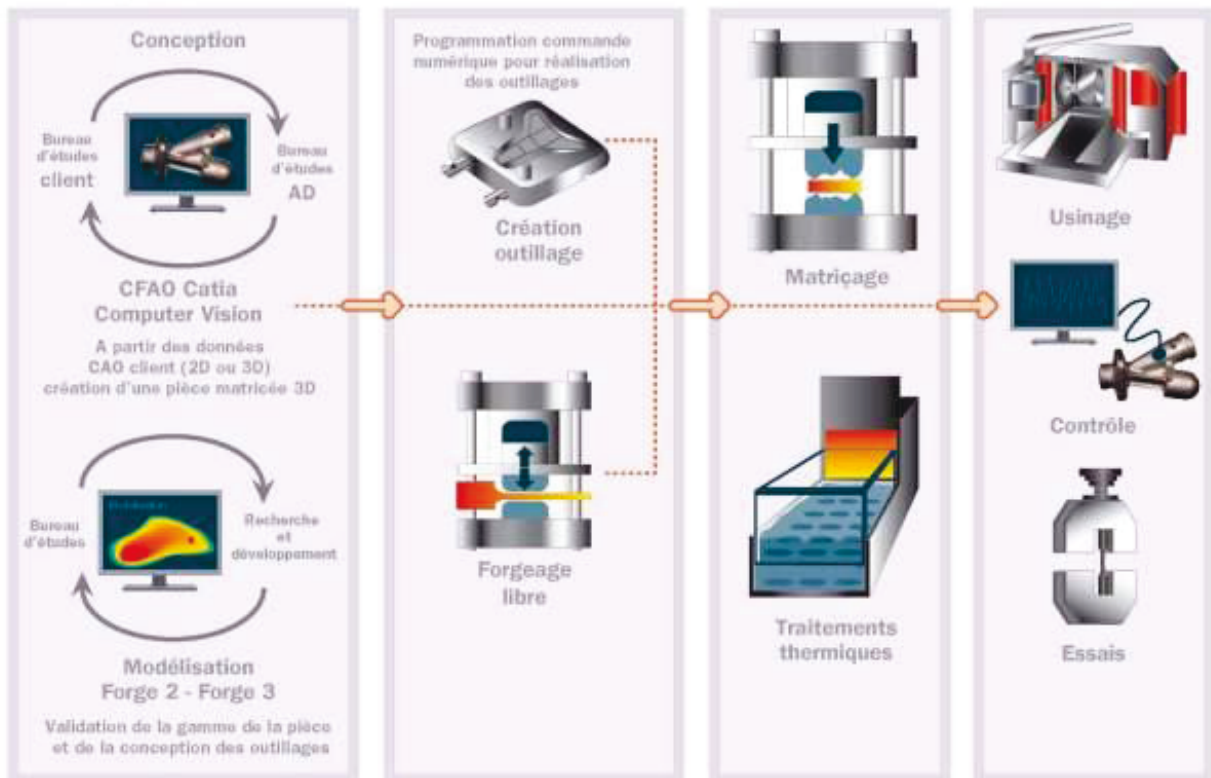 Conception
Bureau
d'études
client
Bureau
d'études
AD
CFAO Catia
Computer Vision
A partir des données
CAO client (2D ou 3D)
création d'une pièce matricée 3D
Bureau
d'études
Recherche
et
développement
Modélisation
Forge 2 - Forge 3
Validation de la gamme de la pièce
et de la conception des outillages
Programmation commande
numérique pour réalisation
des outillages
Création
outillage
Forgeage
libre
Matriçage
Traitements
thermiques
Usinage
Contrôle
Essais